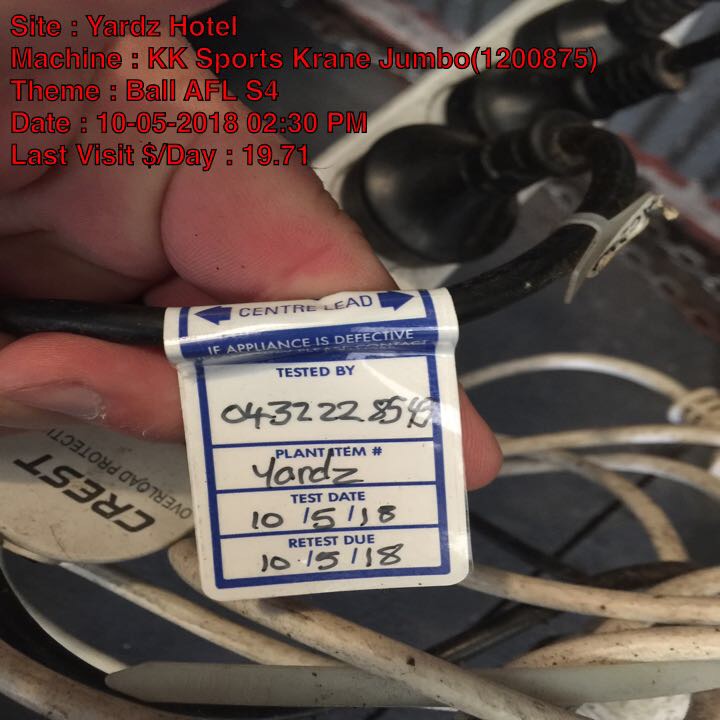 Site : Yardz Hotel
Machine : KK Sports Krane Jumbo(1200875)
Theme : Ball AFL S4
Date : 10-05-2018 02:30 PM
Last Visit $/Day : 19.71
CENTRE LEAD
IF APPLIANCE IS DEFECTIVE
TESTED BY
PLANT ITEM #
Yardz
TEST DATE
10 /5 /18
RETEST DUE
10 /5 /18
CREST
OVERLOAD PROTECTI